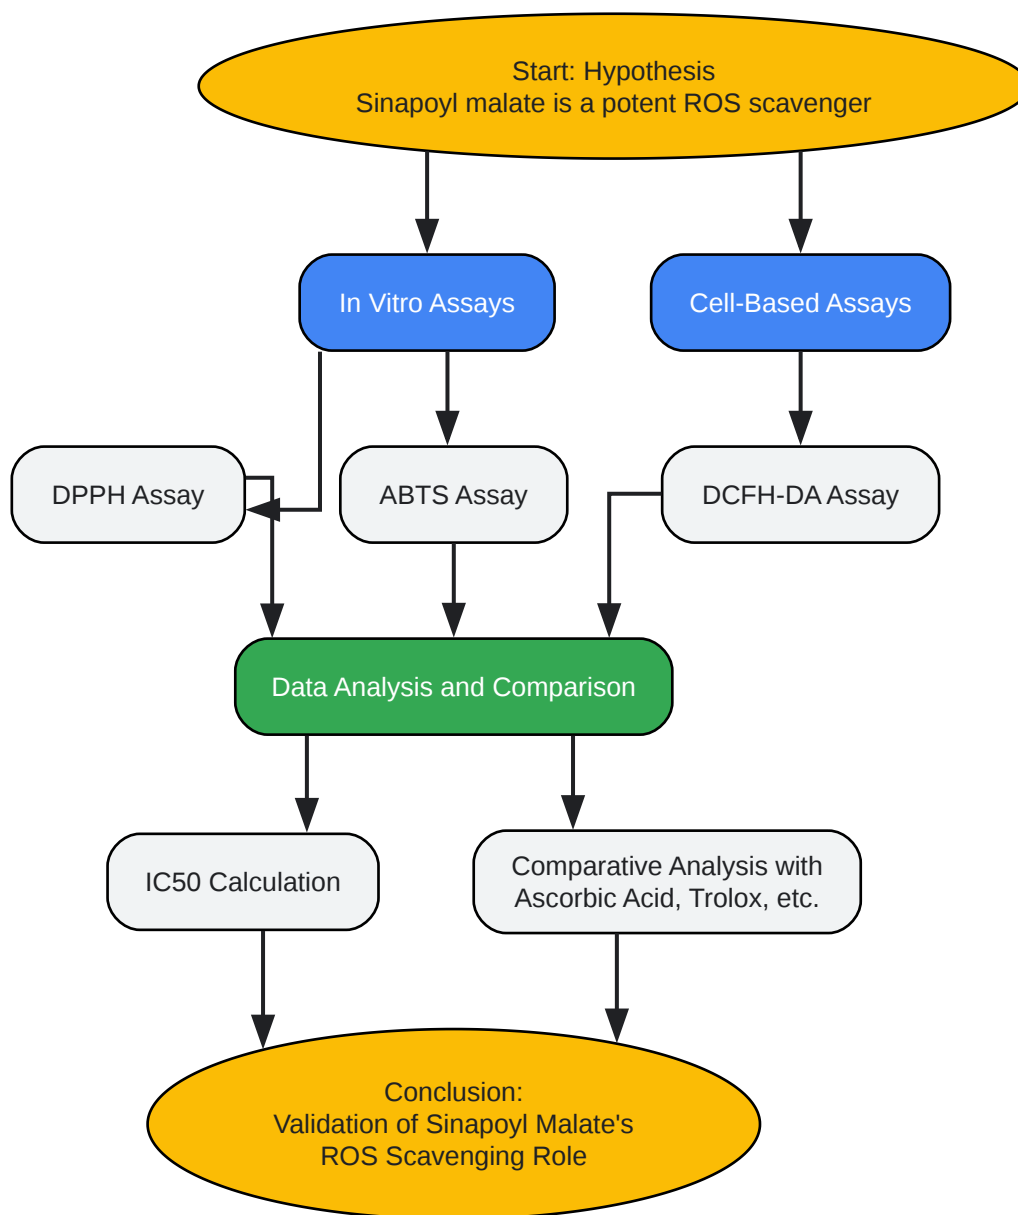 Start: Hypothesis
Sinapoyl malate is a potent ROS scavenger
In Vitro Assays
Cell-Based Assays
DPPH Assay
ABTS Assay
DCFH-DA Assay
Data Analysis and Comparison
IC50 Calculation
Comparative Analysis with
Ascorbic Acid, Trolox, etc.
Conclusion:
Validation of Sinapoyl Malate's
ROS Scavenging Role